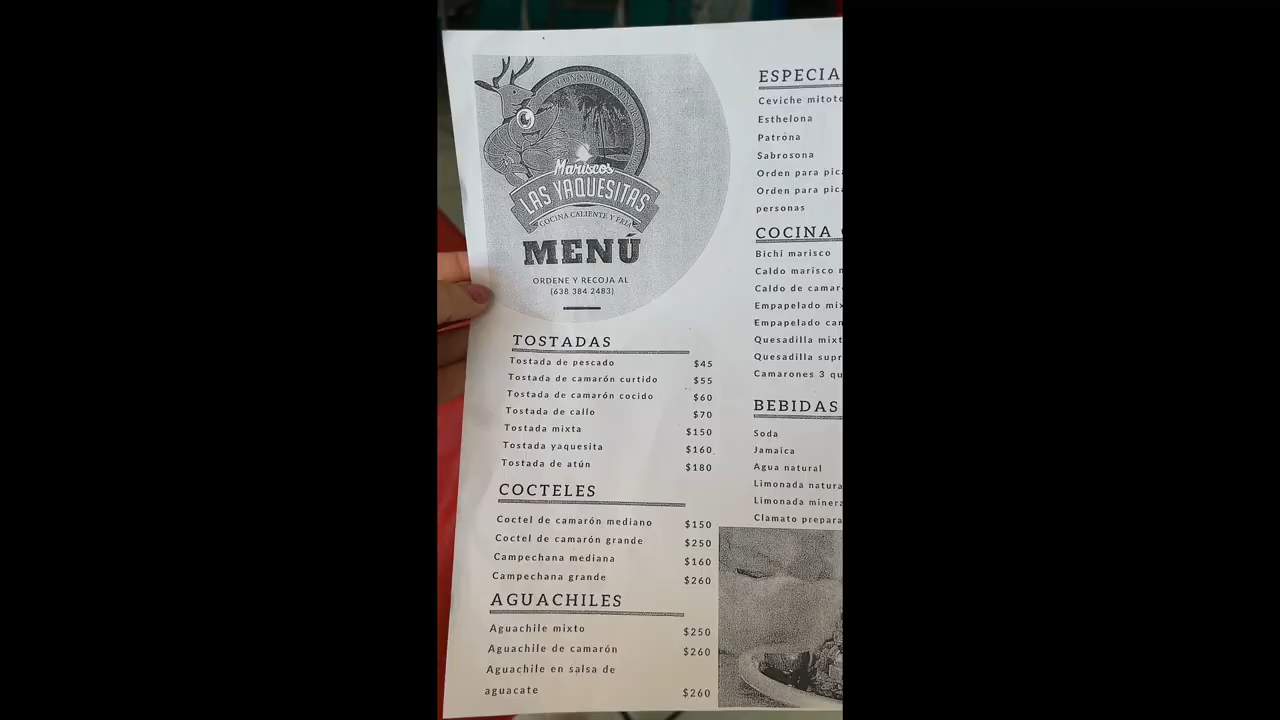 Mariscos
LAS YAQUESITAS
COCINA CALIENTE Y FRÍA
MENÚ
ORDENE Y RECOJA AL
(638 384 2483)
TOSTADAS
Tostada de pescado $45
Tostada de camarón curtido $55
Tostada de camarón cocido $60
Tostada de callo $70
Tostada mixta $150
Tostada yaquesita $160
Tostada de atún $180
COCTELES
Coctel de camarón mediano $150
Coctel de camarón grande $250
Campechana mediana $160
Campechana grande $260
AGUACHILES
Aguachile mixto $250
Aguachile de camarón $260
Aguachile en salsa de
aguacate $260
ESPECIA
Ceviche mitote
Esthelona
Patrona
Sabrosona
Orden para pica
Orden para pica
personas
COCINA
Bichi marisco
Caldo marisco m
Caldo de camar
Empapelado mix
Empapelado cam
Quesadilla mixt
Quesadilla supr
Camarones 3 qu
BEBIDAS
Soda
Jamaica
Agua natural
Limonada natura
Limonada minera
Clamato prepara